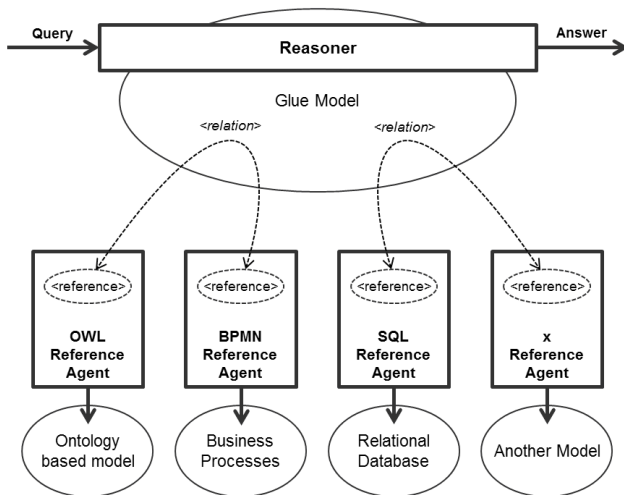 Query
Reasoner
Answer
Glue Model
<relation>
<relation>
<reference>
<reference>
<reference>
<reference>
OWL
Reference
Agent
BPMN
Reference
Agent
SQL
Reference
Agent
x
Reference
Agent
Ontology
based model
Business
Processes
Relational
Database
Another Model